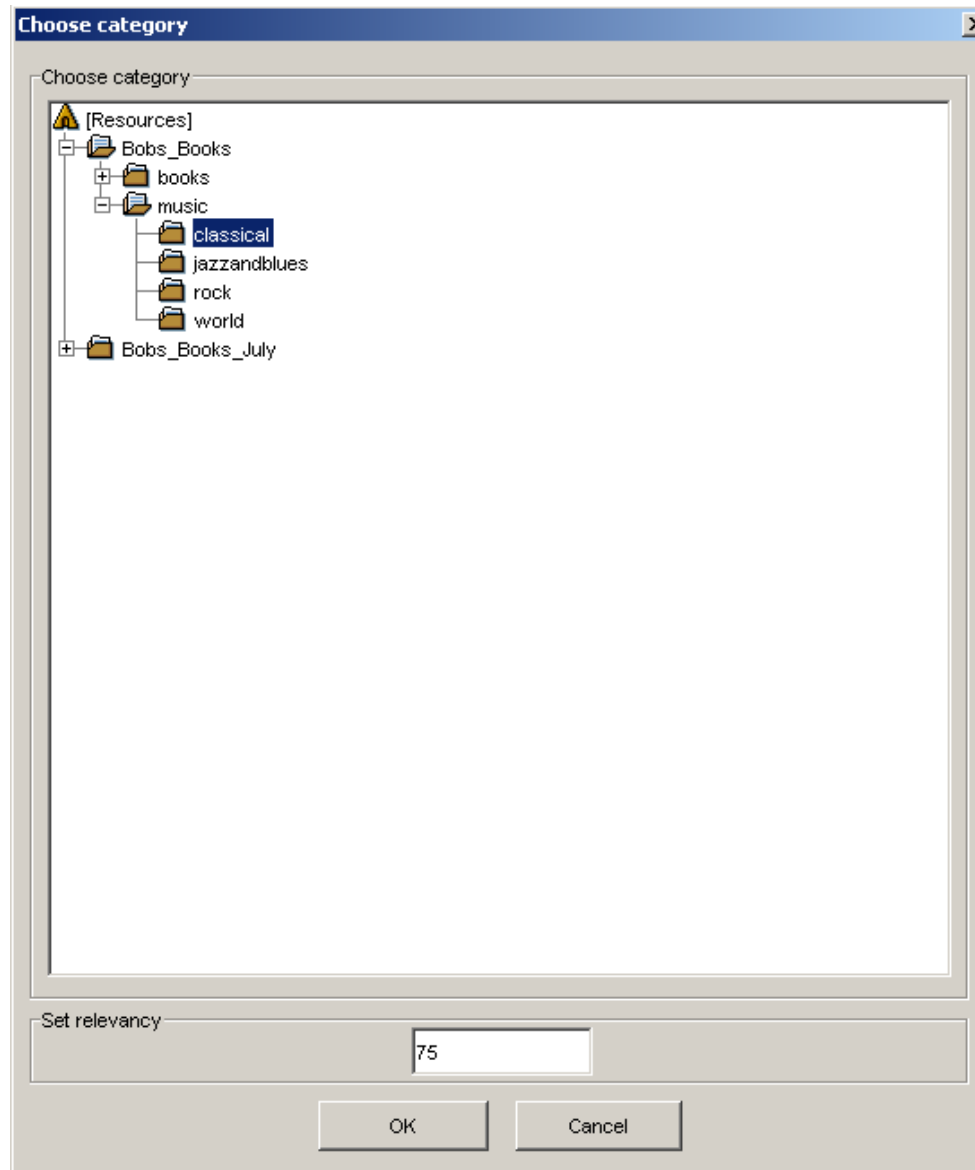 Choose category
Choose category
[Resources]
Bobs_Books
books
music
classical
jazzandblues
rock
world
Bobs_Books_July
Set relevancy
75
OK Cancel